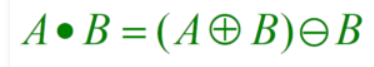 A • B = (A ⊕ B) ⊖ B